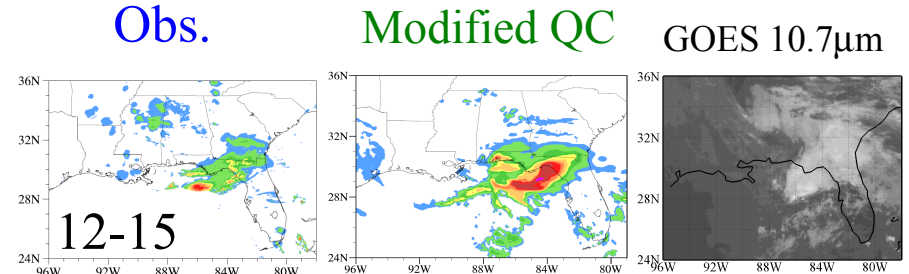 Obs. Modified QC GOES 10.7μm
36N 36N 36N
32N 32N 32N
28N 28N 28N
12-15
24N 24N 24N
96W 92W 88W 84W 80W 96W 92W 88W 84W 80W 96W 92W 88W 84W 80W